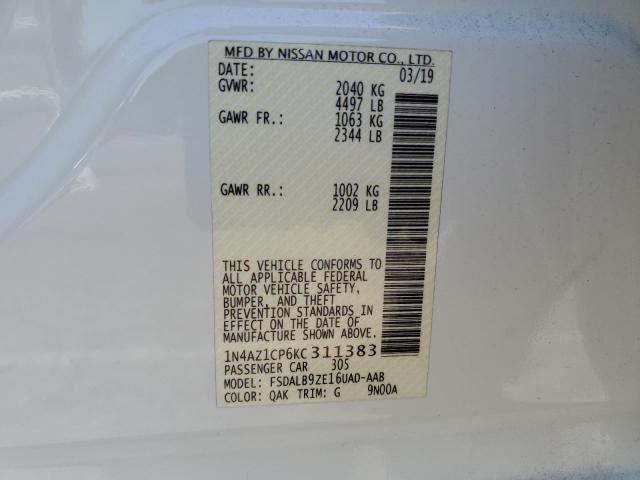 MFD BY NISSAN MOTOR CO., LTD.
DATE: 03/19
GVWR: 2040 KG
4497 LB
GAWR FR.: 1063 KG
2344 LB
GAWR RR.: 1002 KG
2209 LB
THIS VEHICLE CONFORMS TO
ALL APPLICABLE FEDERAL
MOTOR VEHICLE SAFETY,
BUMPER, AND THEFT
PREVENTION STANDARDS IN
EFFECT ON THE DATE OF
MANUFACTURE SHOWN ABOVE.
1N4AZ1CP6KC311383
PASSENGER CAR 305
MODEL: FSDALB9ZE16UAD-AAB
COLOR: QAK TRIM: G 9N00A